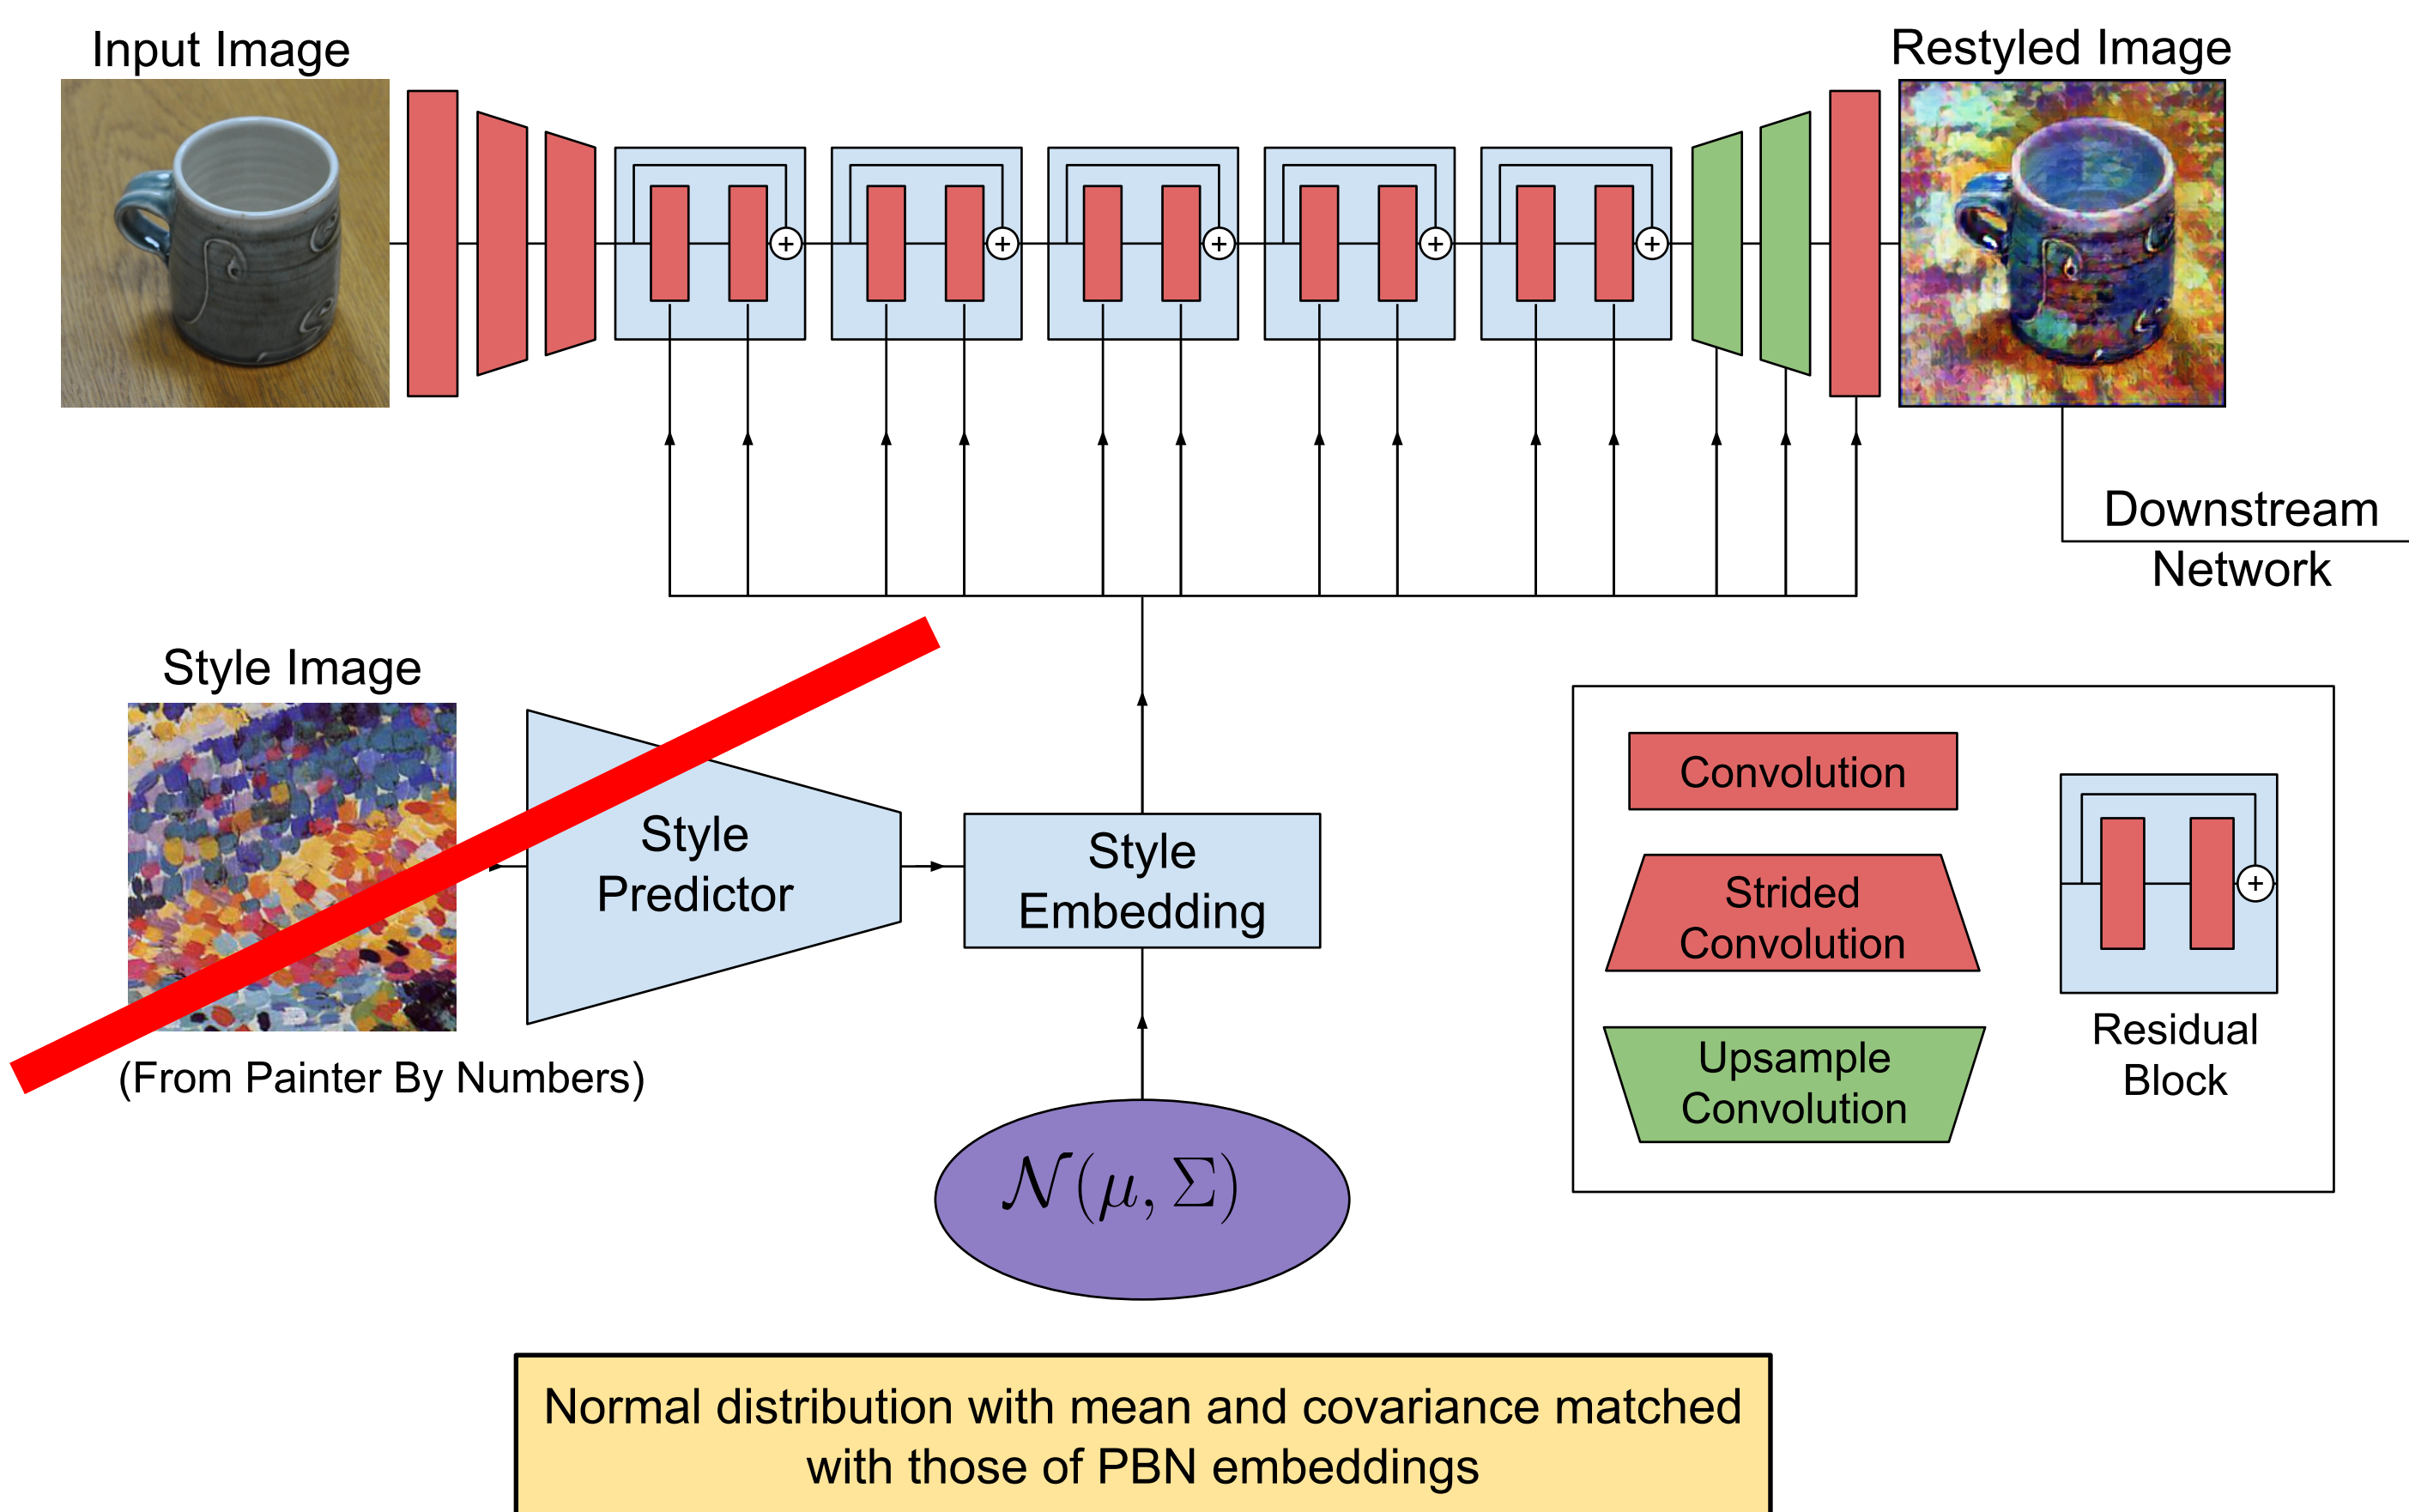 Input Image
Restyled Image
Downstream
Network
Style Image
Style
Predictor
Style
Embedding
(From Painter By Numbers)
Convolution
Strided
Convolution
Upsample
Convolution
Residual
Block
𝒩(μ, Σ)
Normal distribution with mean and covariance matched
with those of PBN embeddings